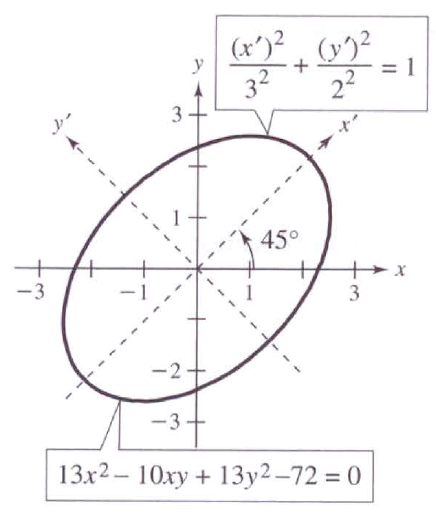 (x′)²/3² + (y′)²/2² = 1
y
3
y′
x′
1
45°
x
−3
−1
1
3
−2
−3
13x² − 10xy + 13y² − 72 = 0